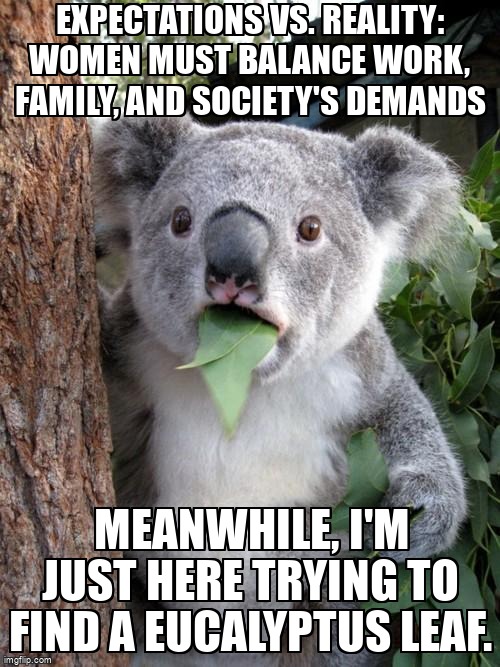 EXPECTATIONS VS. REALITY:
WOMEN MUST BALANCE WORK,
FAMILY, AND SOCIETY'S DEMANDS
MEANWHILE, I'M
JUST HERE TRYING TO
FIND A EUCALYPTUS LEAF.
imgflip.com